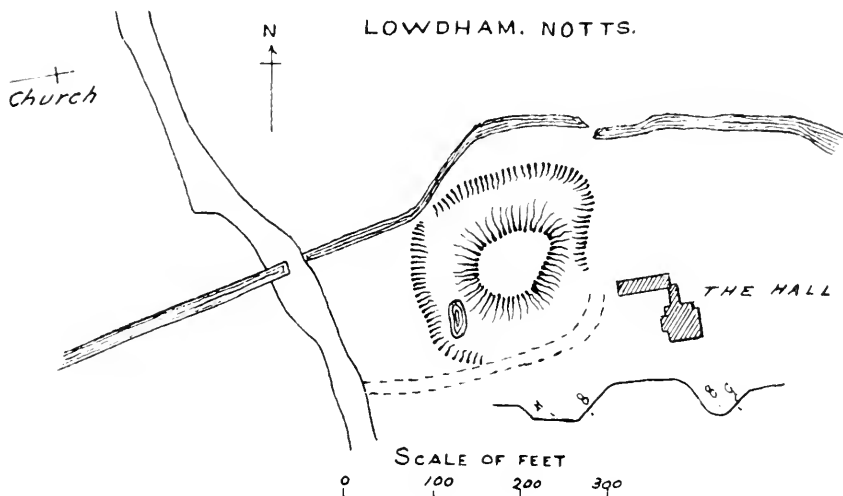 LOWDHAM. NOTTS.
N
Church
THE HALL
SCALE OF FEET
0 100 200 300